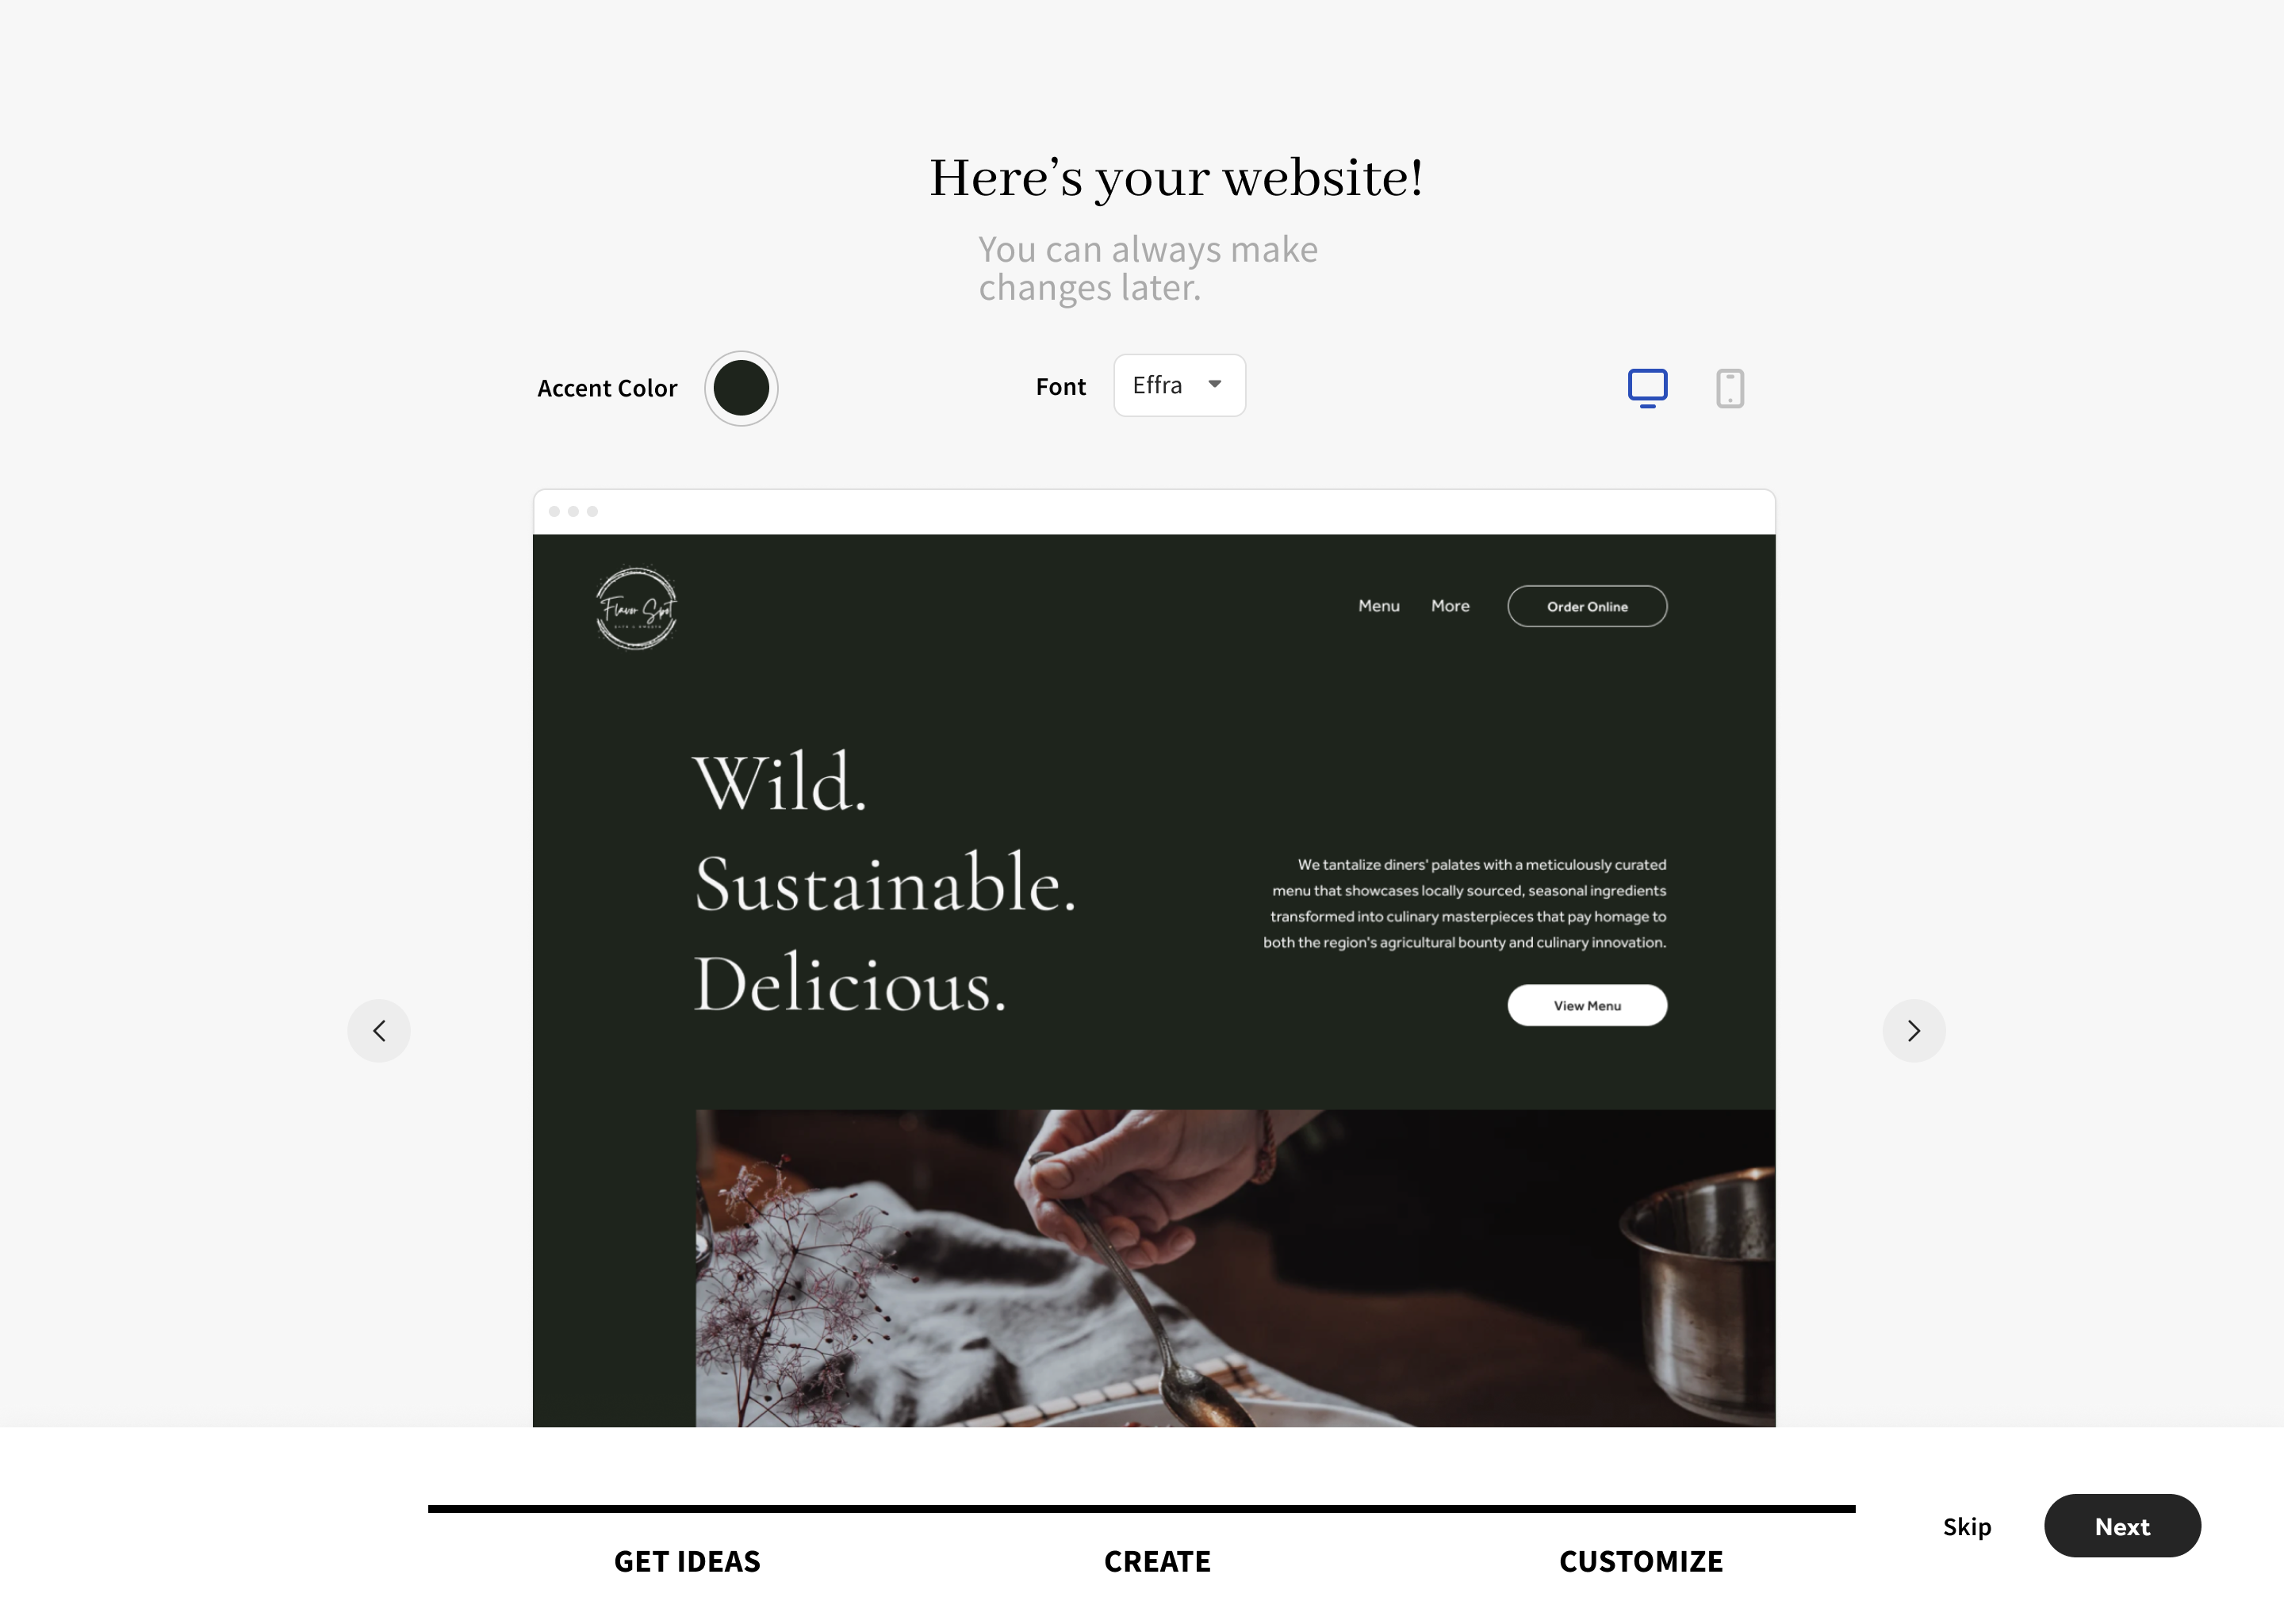 Here’s your website!
You can always make
changes later.
Accent Color
Font
Effra
Flavor Spot
Menu
More
Order Online
Wild.
Sustainable.
Delicious.
We tantalize diners' palates with a meticulously curated
menu that showcases locally sourced, seasonal ingredients
transformed into culinary masterpieces that pay homage to
both the region's agricultural bounty and culinary innovation.
View Menu
GET IDEAS
CREATE
CUSTOMIZE
Skip
Next